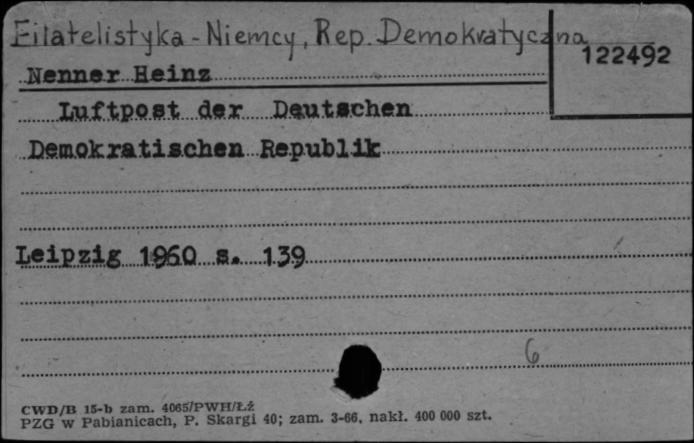 Filatelistyka - Niemcy, Rep. Demokratyczna
122492
Nenner Heinz
Luftpost der Deutschen
Demokratischen Republik
Leipzig 1960 s. 139
6
CWD/B 15-b zam. 4065/PWH/Łź
PZG w Pabianicach, P. Skargi 40; zam. 3-66, nakł. 400 000 szt.